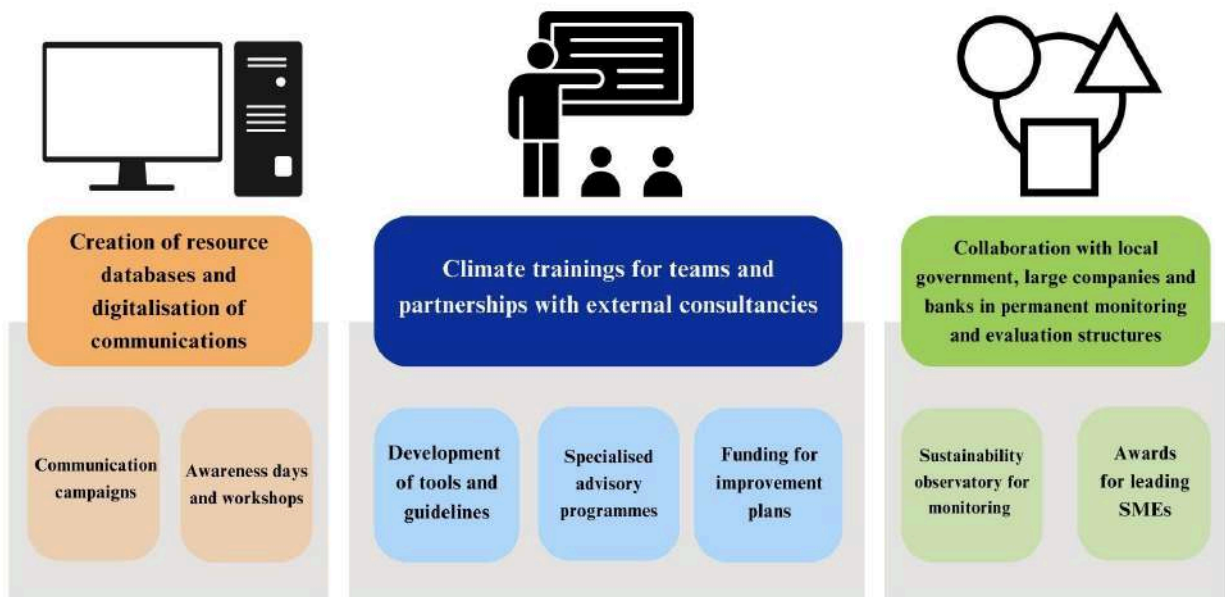 Creation of resource
databases and
digitalisation of
communications
Climate trainings for teams and
partnerships with external consultancies
Collaboration with local
government, large companies and
banks in permanent monitoring
and evaluation structures
Communication
campaigns
Awareness days
and workshops
Development
of tools and
guidelines
Specialised
advisory
programmes
Funding for
improvement
plans
Sustainability
observatory for
monitoring
Awards
for leading
SMEs